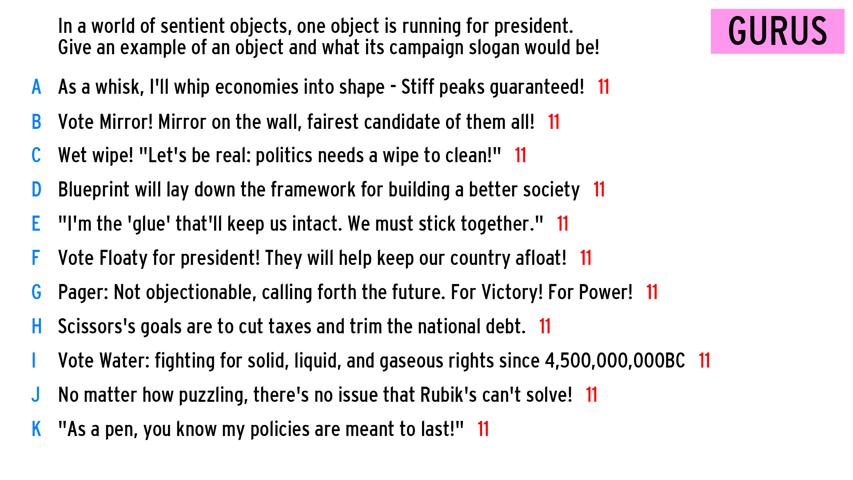 In a world of sentient objects, one object is running for president.
Give an example of an object and what its campaign slogan would be!
GURUS
A As a whisk, I'll whip economies into shape - Stiff peaks guaranteed! 11
B Vote Mirror! Mirror on the wall, fairest candidate of them all! 11
C Wet wipe! "Let's be real: politics needs a wipe to clean!" 11
D Blueprint will lay down the framework for building a better society 11
E "I'm the 'glue' that'll keep us intact. We must stick together." 11
F Vote Floaty for president! They will help keep our country afloat! 11
G Pager: Not objectionable, calling forth the future. For Victory! For Power! 11
H Scissors's goals are to cut taxes and trim the national debt. 11
I Vote Water: fighting for solid, liquid, and gaseous rights since 4,500,000,000BC 11
J No matter how puzzling, there's no issue that Rubik's can't solve! 11
K "As a pen, you know my policies are meant to last!" 11